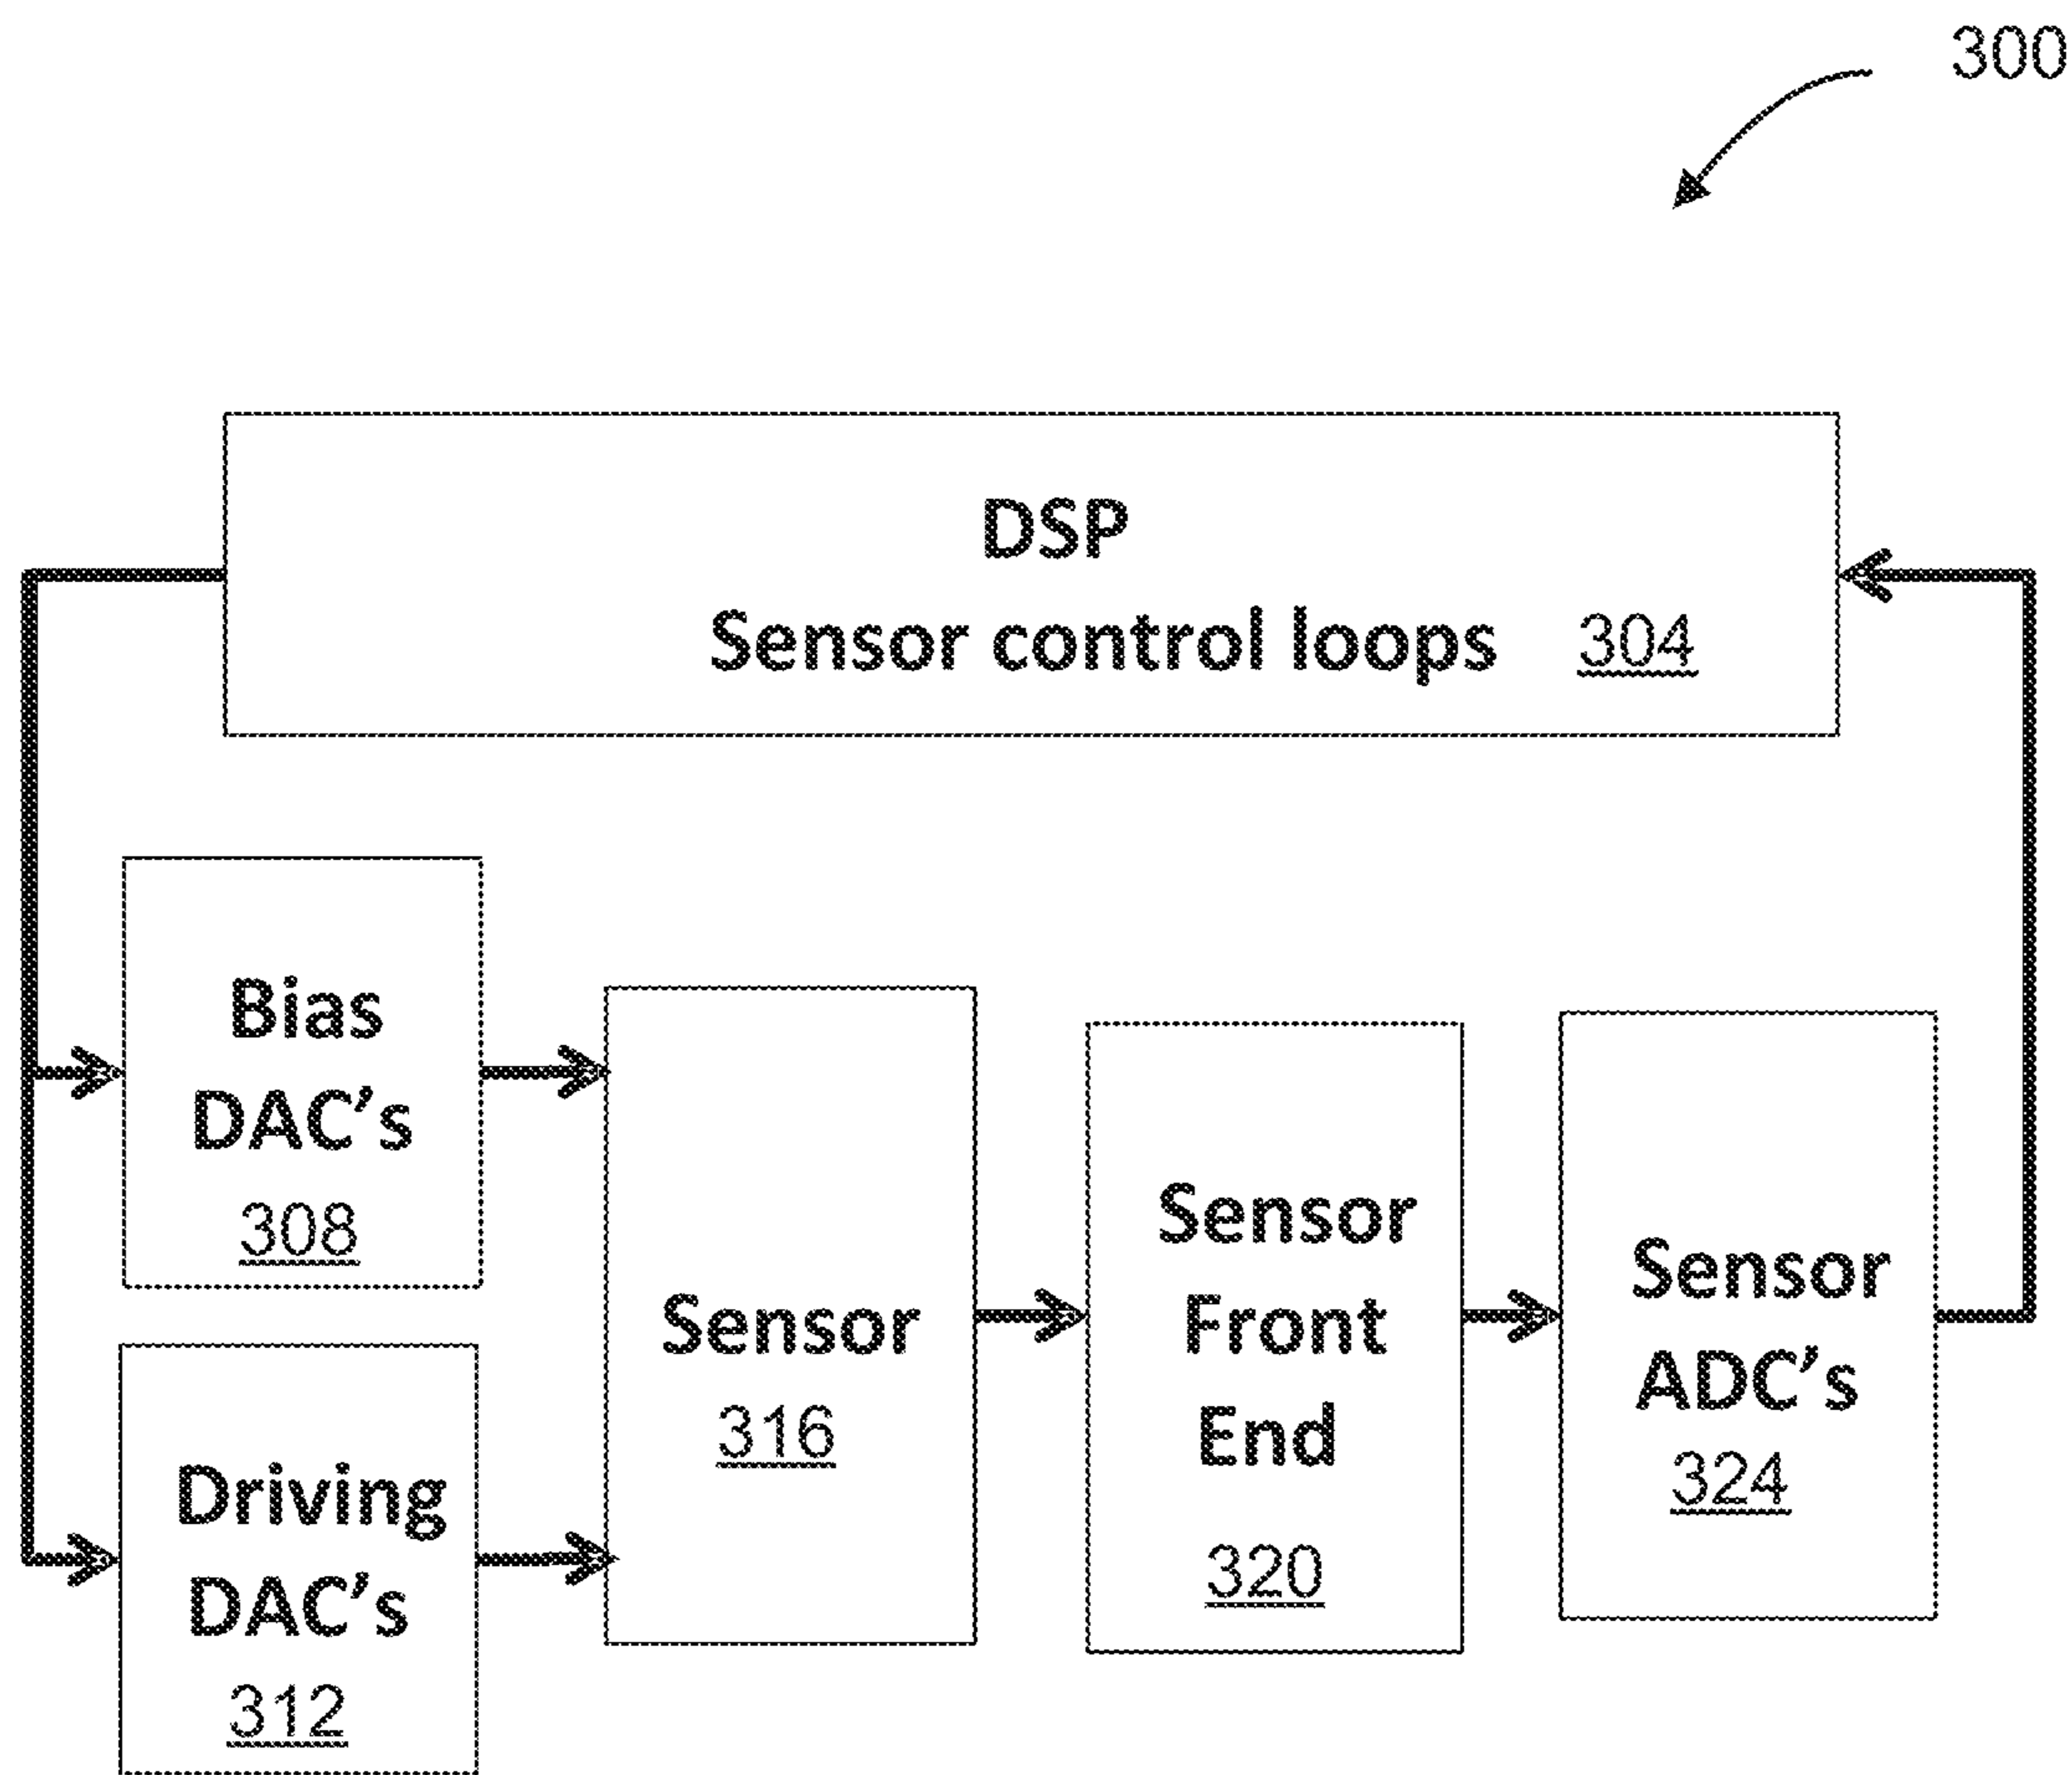 300
DSP
Sensor control loops 304
Bias
DAC's
308
Driving
DAC's
312
Sensor
316
Sensor
Front
End
320
Sensor
ADC's
324